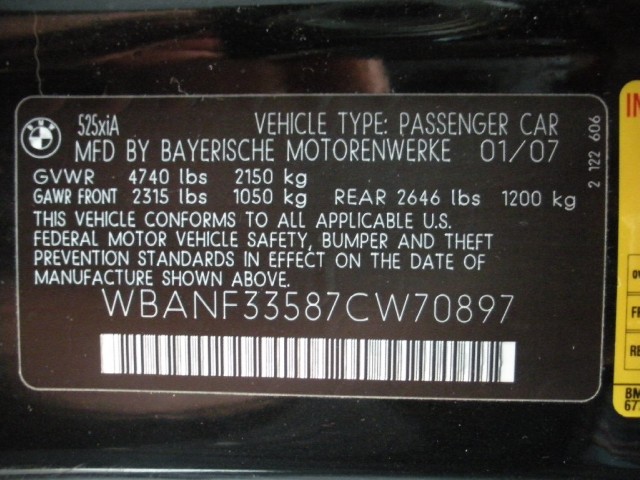 525xiA VEHICLE TYPE: PASSENGER CAR
MFD BY BAYERISCHE MOTORENWERKE 01/07
GVWR 4740 lbs 2150 kg
GAWR FRONT 2315 lbs 1050 kg REAR 2646 lbs 1200 kg
THIS VEHICLE CONFORMS TO ALL APPLICABLE U.S.
FEDERAL MOTOR VEHICLE SAFETY, BUMPER AND THEFT
PREVENTION STANDARDS IN EFFECT ON THE DATE OF
MANUFACTURE SHOWN ABOVE.
WBANF33587CW70897
2 122 606